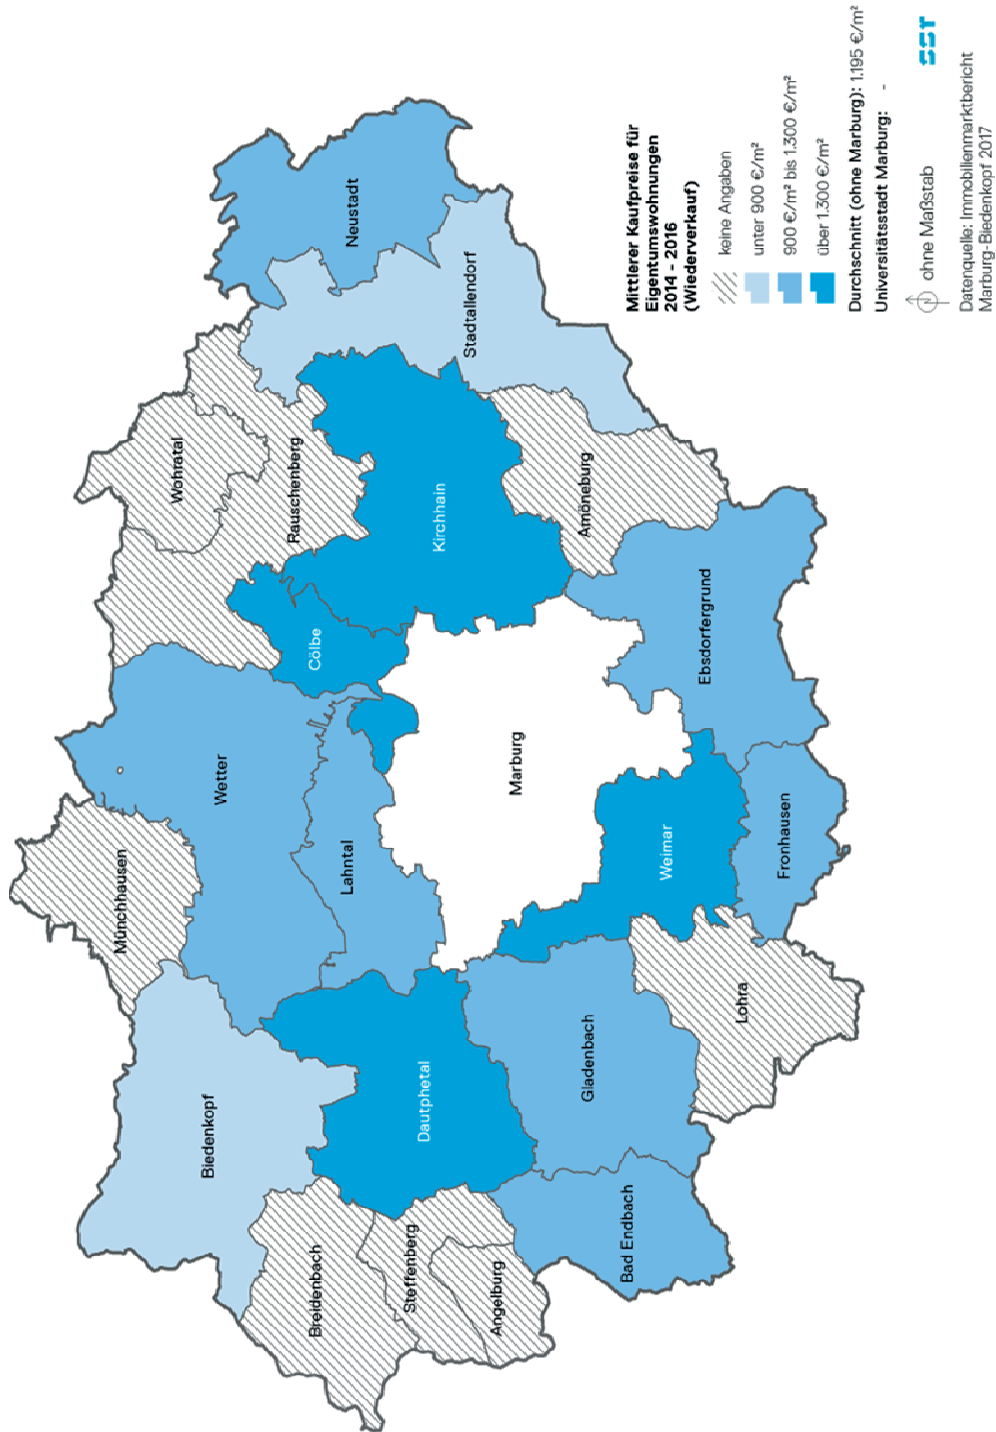 Münchhausen
Wohratal
Biedenkopf
Wetter
Rauschenberg
Neustadt
Breidenbach
Lahntal
Cölbe
Steffenberg
Dautphetal
Kirchhain
Stadtallendorf
Angelburg
Marburg
Amöneburg
Gladenbach
Bad Endbach
Weimar
Ebsdorfergrund
Lohra
Fronhausen
Mittlerer Kaufpreise für
Eigentumswohnungen
2014 - 2016
(Wiederverkauf)
keine Angaben
unter 900 €/m²
900 €/m² bis 1.300 €/m²
über 1.300 €/m²
Durchschnitt (ohne Marburg): 1.195 €/m²
Universitätsstadt Marburg: -
N ohne Maßstab
Datenquelle: Immobilienmarktbericht
Marburg-Biedenkopf 2017